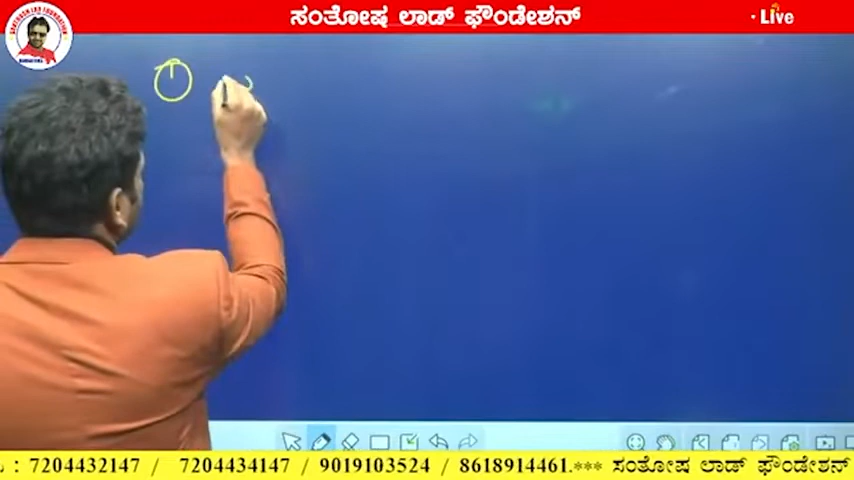 ಸಂತೋಷ ಲಾಡ್ ಫೌಂಡೇಶನ್
Live
: 7204432147 / 7204434147 / 9019103524 / 8618914461.*** ಸಂತೋಷ ಲಾಡ್ ಫೌಂಡೇಶನ್